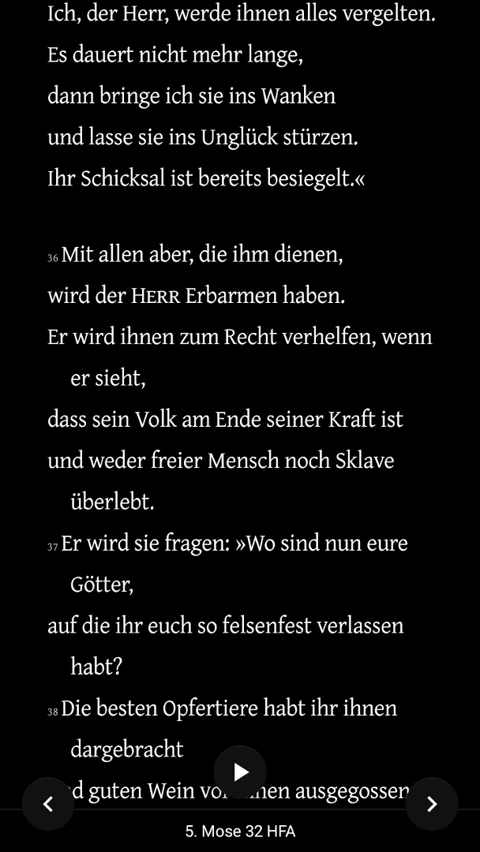 Ich, der Herr, werde ihnen alles vergelten.
Es dauert nicht mehr lange,
dann bringe ich sie ins Wanken
und lasse sie ins Unglück stürzen.
Ihr Schicksal ist bereits besiegelt.«
36 Mit allen aber, die ihm dienen,
wird der HERR Erbarmen haben.
Er wird ihnen zum Recht verhelfen, wenn
er sieht,
dass sein Volk am Ende seiner Kraft ist
und weder freier Mensch noch Sklave
überlebt.
37 Er wird sie fragen: »Wo sind nun eure
Götter,
auf die ihr euch so felsenfest verlassen
habt?
38 Die besten Opfertiere habt ihr ihnen
dargebracht
guten Wein ausgegossen
5. Mose 32 HFA